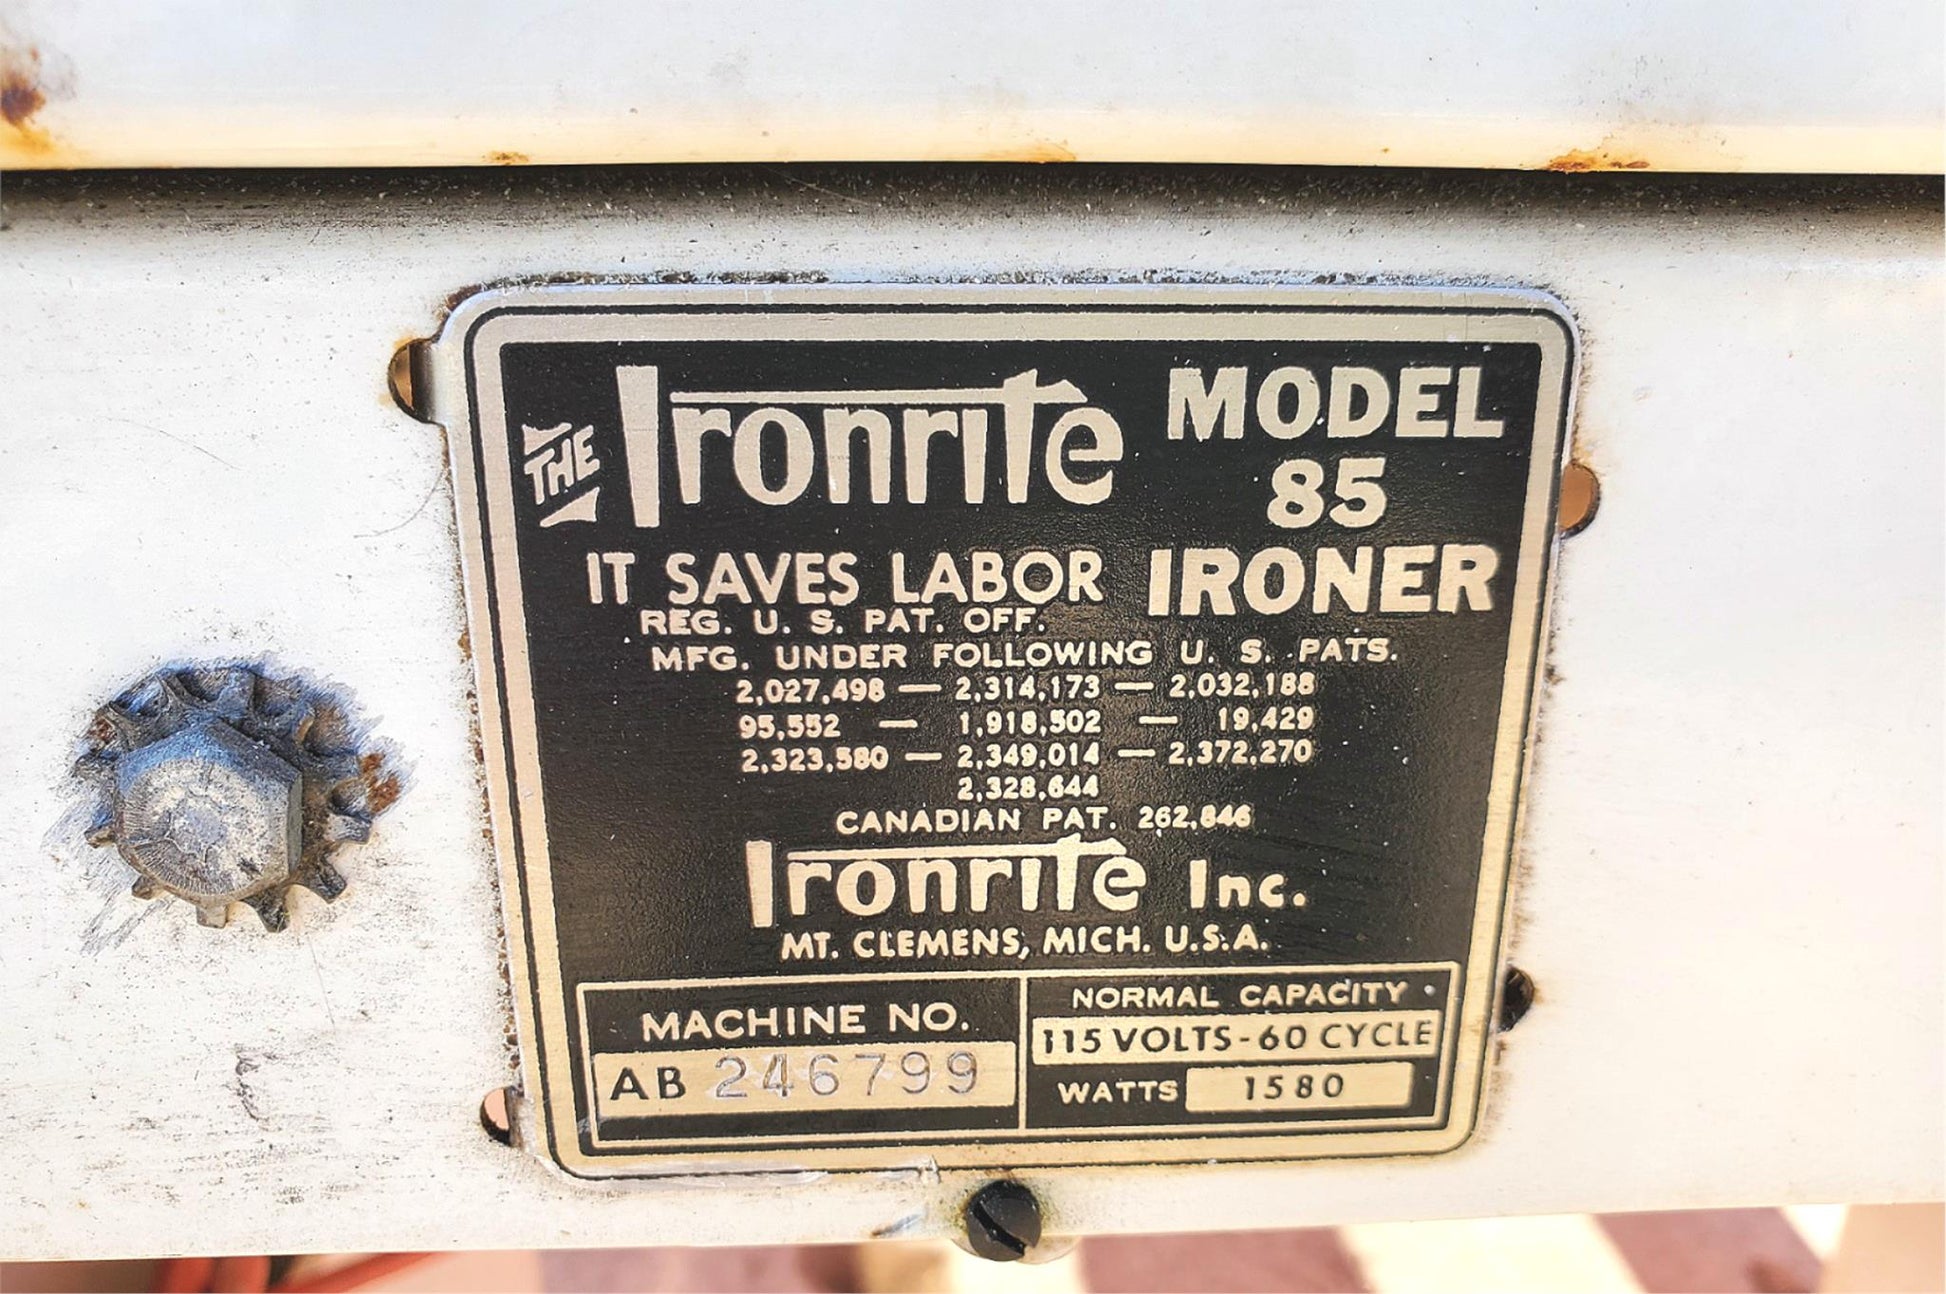 THE Ironrite MODEL
85
IT SAVES LABOR IRONER
REG. U. S. PAT. OFF.
MFG. UNDER FOLLOWING U. S. PATS.
2,027,498 — 2,314,173 — 2,032,188
95,552 — 1,918,502 — 19,429
2,323,580 — 2,349,014 — 2,372,270
2,328,644
CANADIAN PAT. 262,846
Ironrite Inc.
MT. CLEMENS, MICH. U.S.A.
MACHINE NO.
AB 246799
NORMAL CAPACITY
115 VOLTS - 60 CYCLE
WATTS 1580